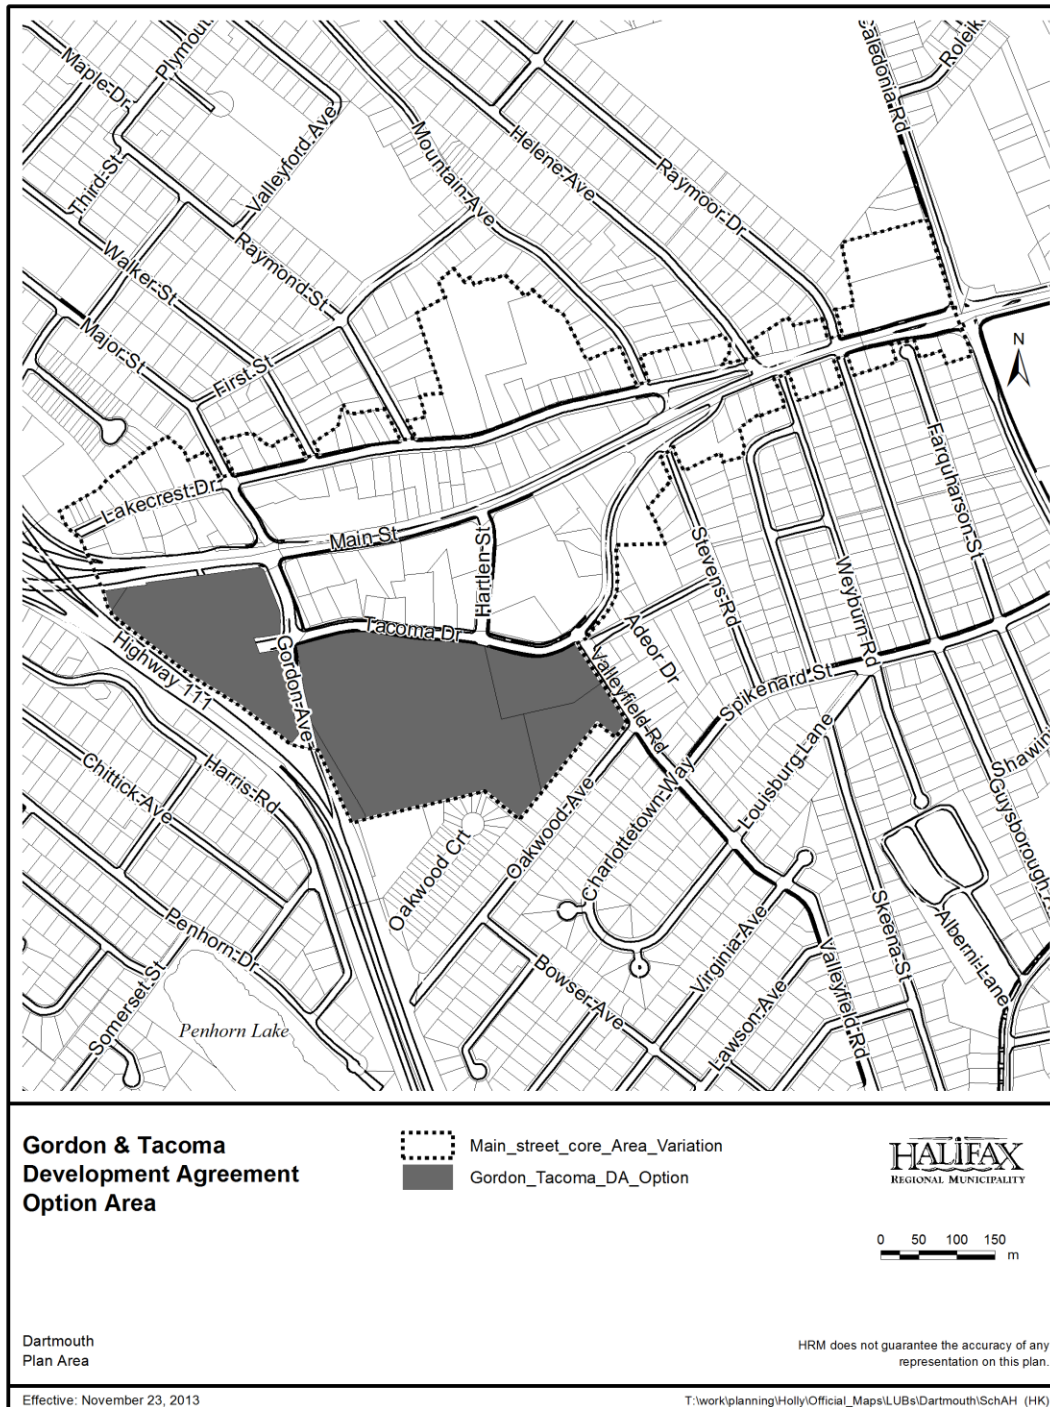 Maple-Dr
Plymout
Third-St
Valleyford-Ave
Mountain-Ave
Helene-Ave
Raymoor-Dr
Caledonia-Rd
Roleik
Walker-St
Raymond-St
Major-St
First-St
N
Lakecrest-Dr
Main-St
Hartlen-St
Tacoma-Dr
Gordon-Ave
Highway-111
Harris-Rd
Chittick-Ave
Penhorn-Dr
Somerset-St
Penhorn Lake
Oakwood Crt
Oakwood-Ave
Valleyfield-Rd
Adeor-Dr
Stevens-Rd
Weyburn-Rd
Farquharson-St
Spikenard-St
Louisburg-Lane
Charlottetown-Way
Shawini
Guysborough-A
Bowser-Ave
Virginia-Ave
Lawson-Ave
Valleyfield-Rd
Skeena-St
Alberni-Lane
Gordon & Tacoma
Development Agreement
Option Area
Main_street_core_Area_Variation
Gordon_Tacoma_DA_Option
HALIFAX
REGIONAL MUNICIPALITY
0 50 100 150
m
Dartmouth
Plan Area
HRM does not guarantee the accuracy of any
representation on this plan.
Effective: November 23, 2013
T:\work\planning\Holly\Official_Maps\LUBs\Dartmouth\SchAH (HK)